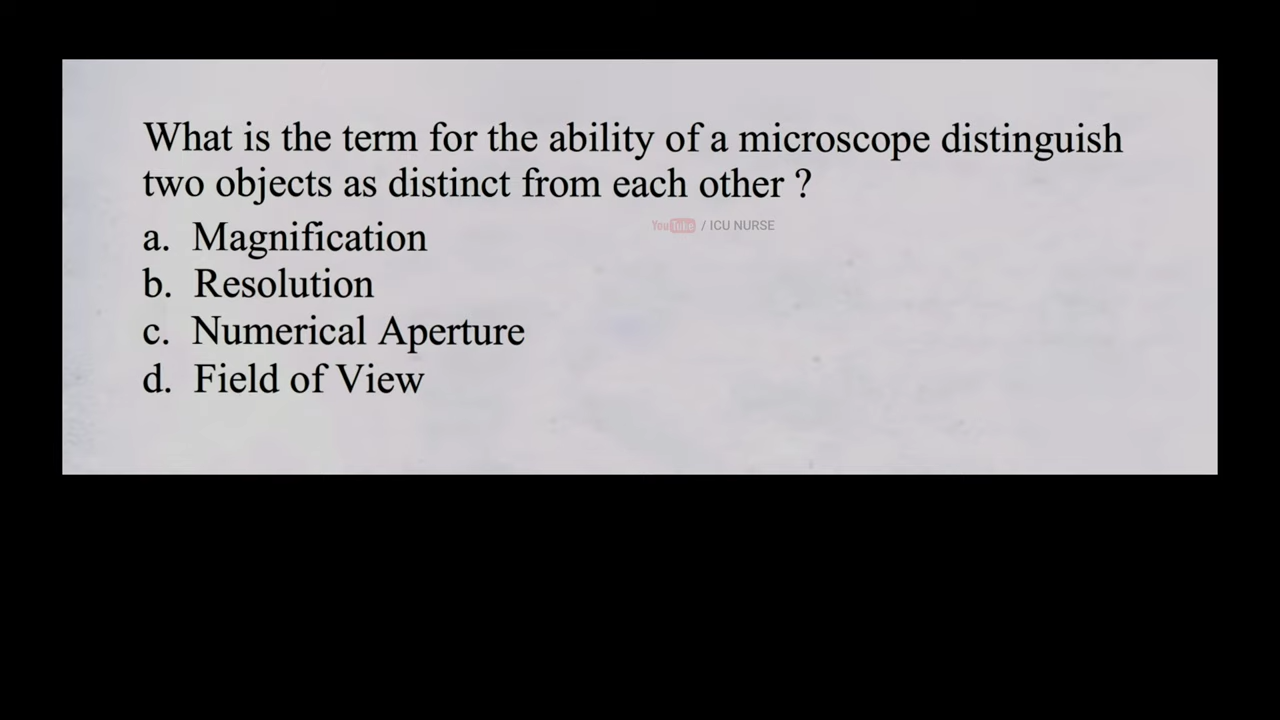 What is the term for the ability of a microscope distinguish
two objects as distinct from each other ?
YouTube / ICU NURSE
a. Magnification
b. Resolution
c. Numerical Aperture
d. Field of View